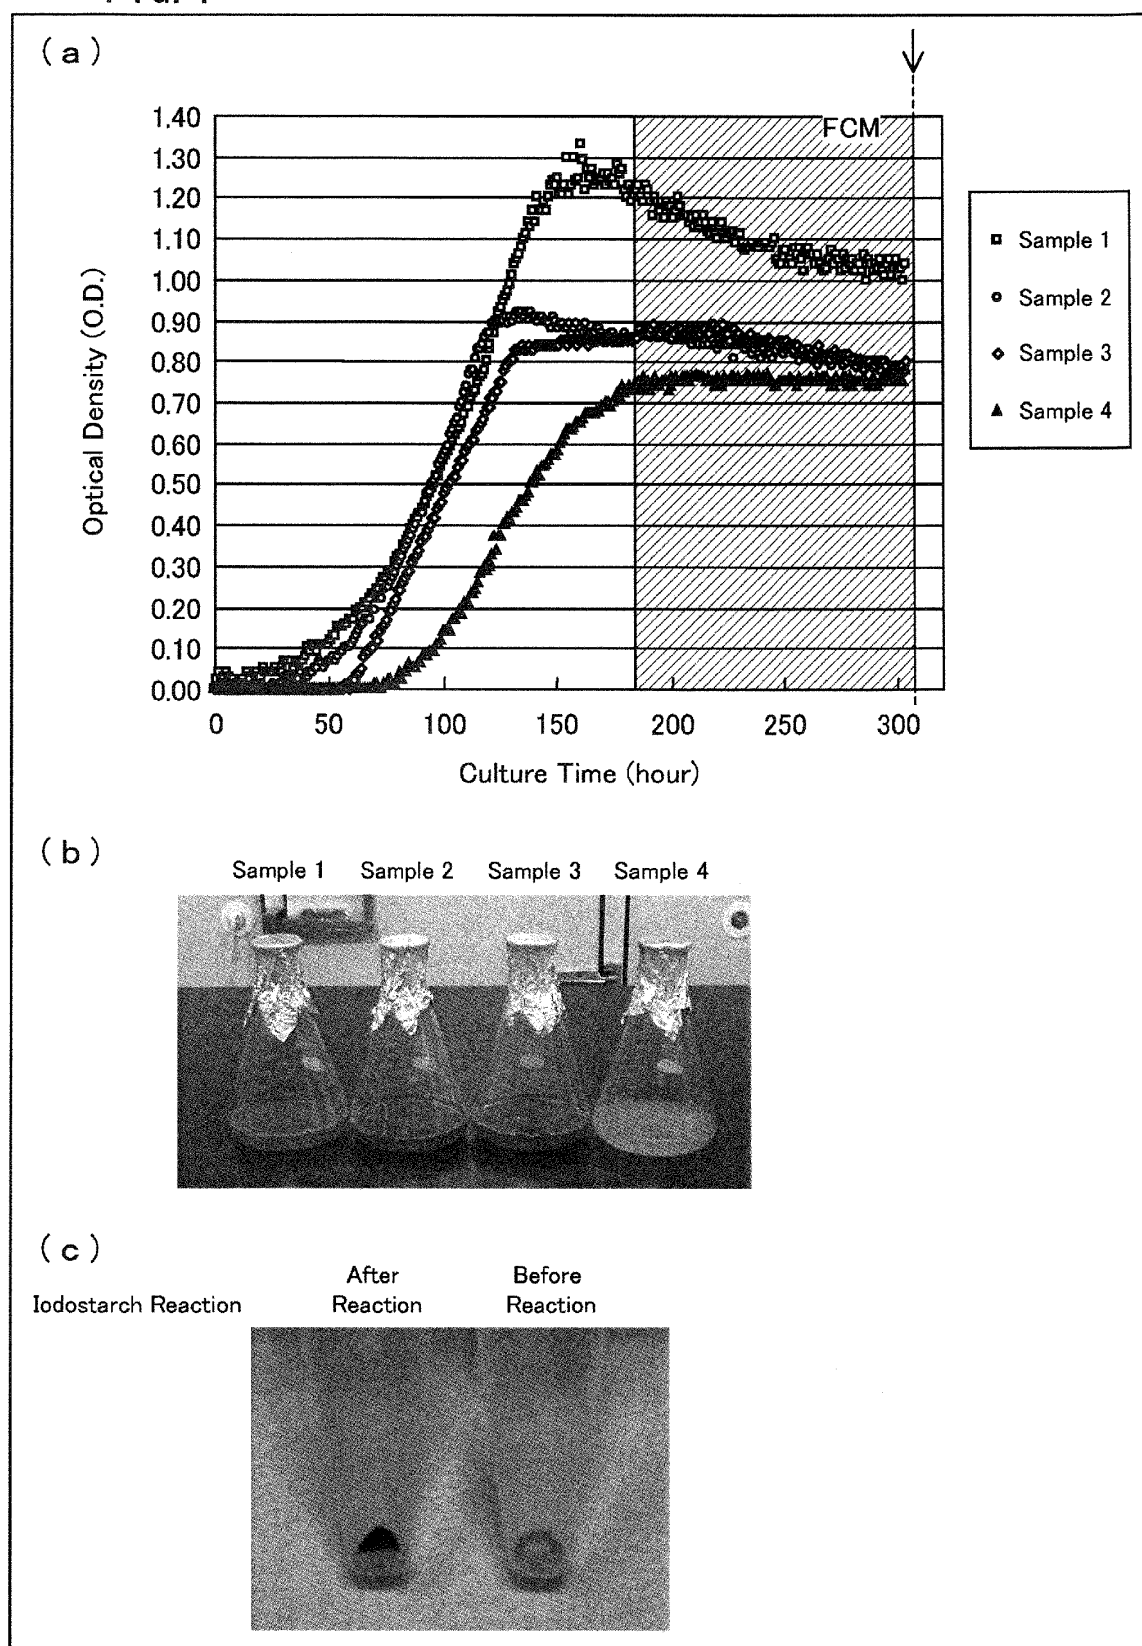 (a)
FCM
1.40
1.30
1.20
1.10
1.00
0.90
0.80
0.70
0.60
0.50
0.40
0.30
0.20
0.10
0.00
Optical Density (O.D.)
0 50 100 150 200 250 300
Culture Time (hour)
Sample 1
Sample 2
Sample 3
Sample 4
(b)
Sample 1 Sample 2 Sample 3 Sample 4
(c)
Iodostarch Reaction
After Reaction
Before Reaction